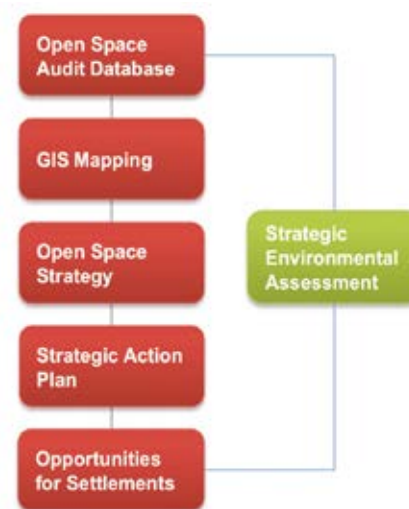 Open Space
Audit Database
GIS Mapping
Open Space
Strategy
Strategic
Environmental
Assessment
Strategic Action
Plan
Opportunities
for Settlements